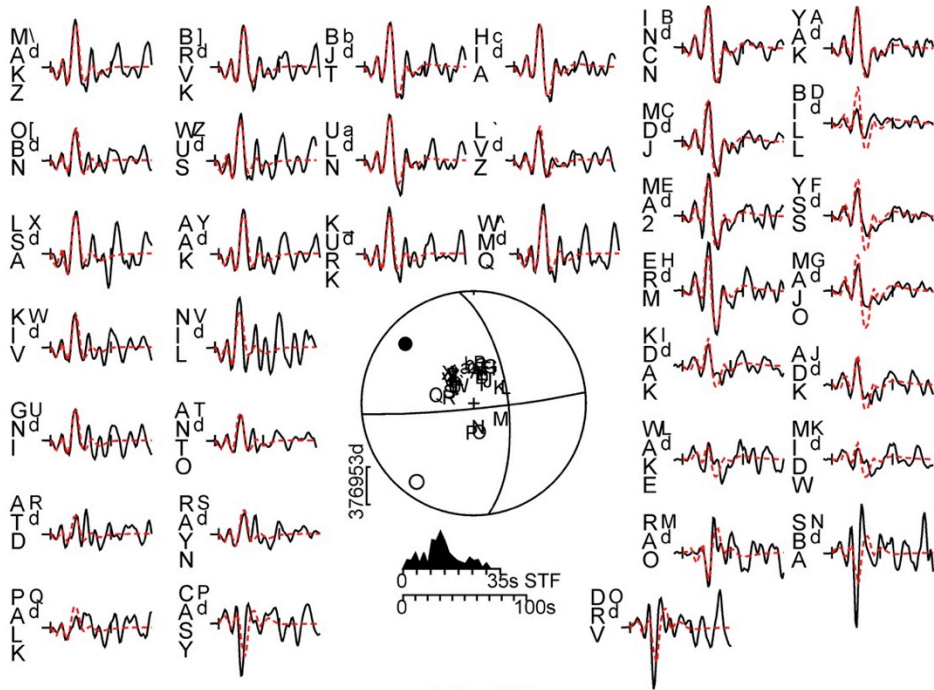 MAKZ \ d
BRVK ] d
BJT b d
HIA c d
INCN B d
YAK A d
OBN [ d
WUS Z d
ULN a d
LVZ ` d
MDJ C d
BILL D d
LSA X d
AAK Y d
KURK _ d
WMQ ^ d
MA2 E d
YSS F d
ERM H d
MAJO G d
KIV W d
NIL V d
KDAK I d
ADK J d
GNI U d
ANTO T d
WAKE L d
MIDW K d
ATD R d
RAYN S d
RAO M d
SBA N d
PALK Q d
CASY P d
DRV O d
Q
R
W
K
L
M
N
+
376953d
0 35s STF
0 100s